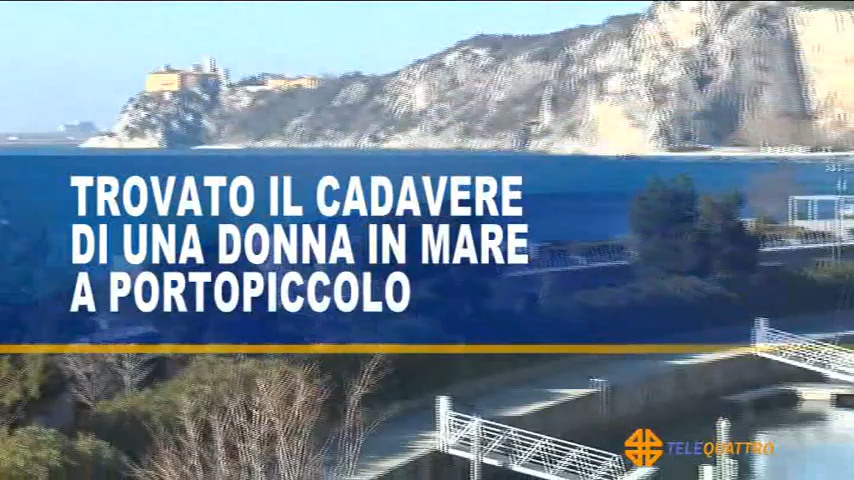 TROVATO IL CADAVERE
DI UNA DONNA IN MARE
A PORTOPICCOLO
TELEQUATTRO